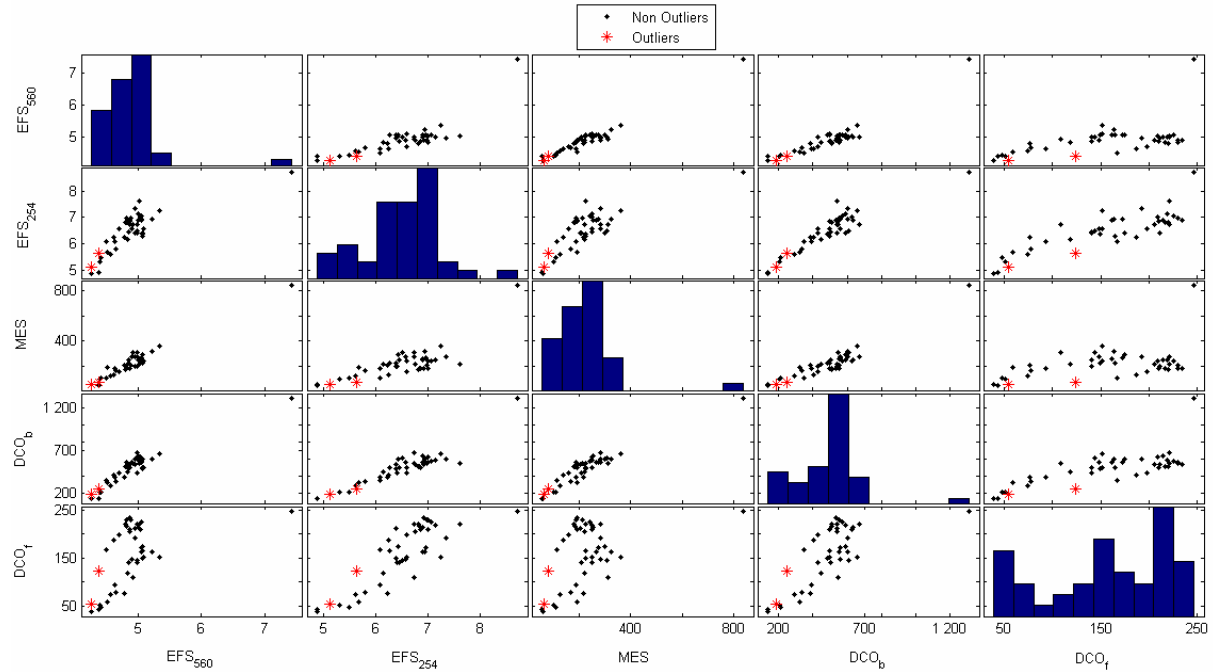 Non Outliers
Outliers
EFS560
7
6
5
EFS254
8
7
6
5
MES
800
400
DCOb
1 200
700
200
DCOf
250
150
50
5 6 7
5 6 7 8
400 800
200 700 1 200
50 150 250
EFS560 EFS254 MES DCOb DCOf